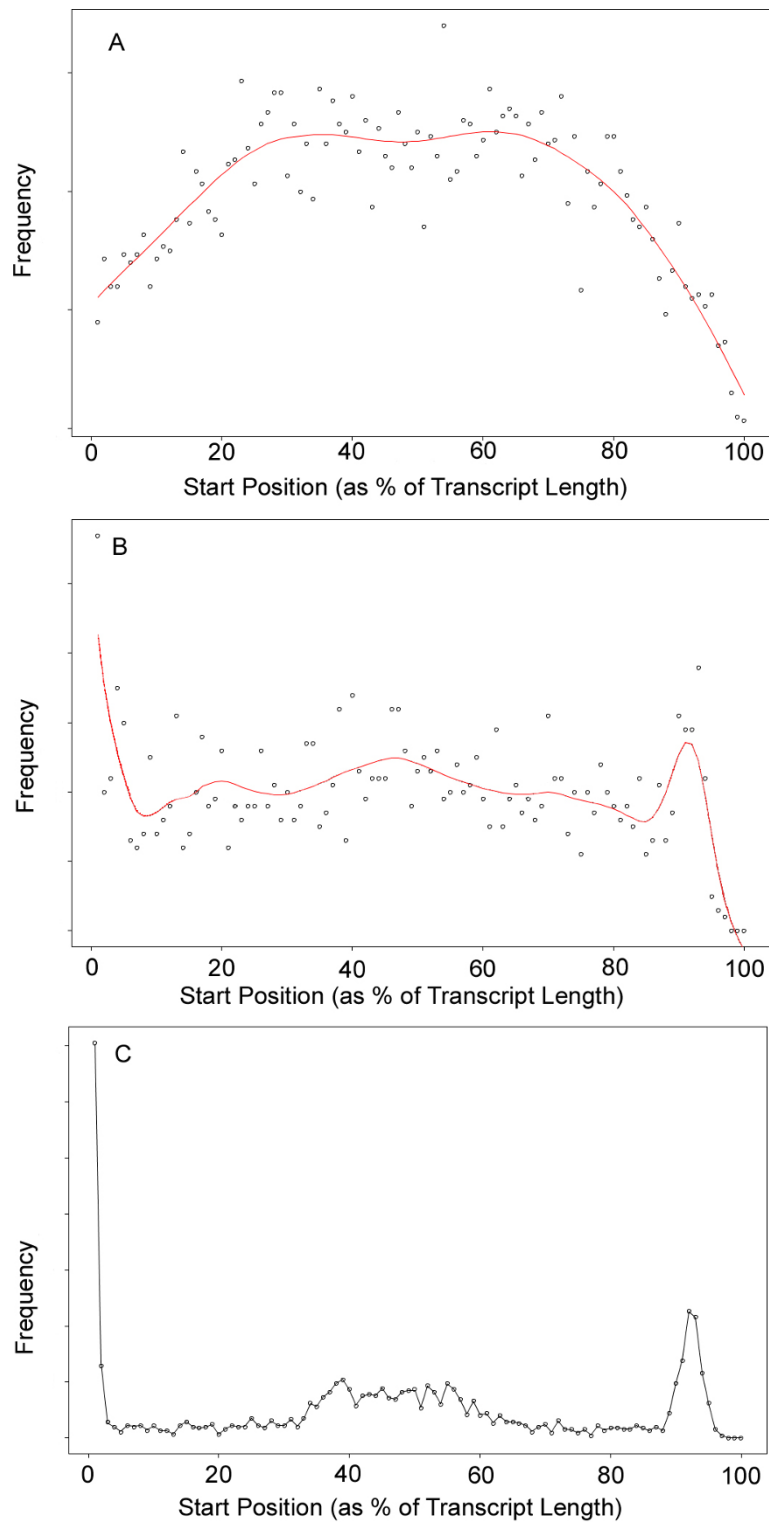 A
Frequency
0 20 40 60 80 100
Start Position (as % of Transcript Length)
B
Frequency
0 20 40 60 80 100
Start Position (as % of Transcript Length)
C
Frequency
0 20 40 60 80 100
Start Position (as % of Transcript Length)